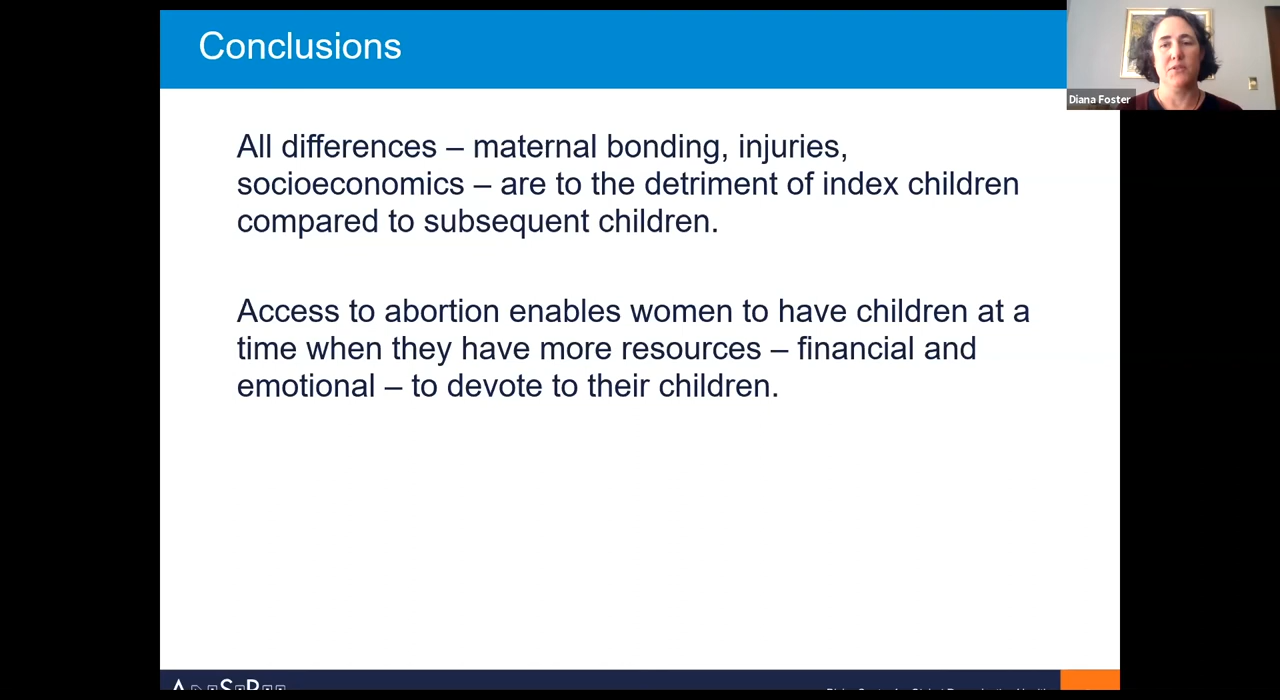 Conclusions
Diana Foster
All differences – maternal bonding, injuries,
socioeconomics – are to the detriment of index children
compared to subsequent children.
Access to abortion enables women to have children at a
time when they have more resources – financial and
emotional – to devote to their children.